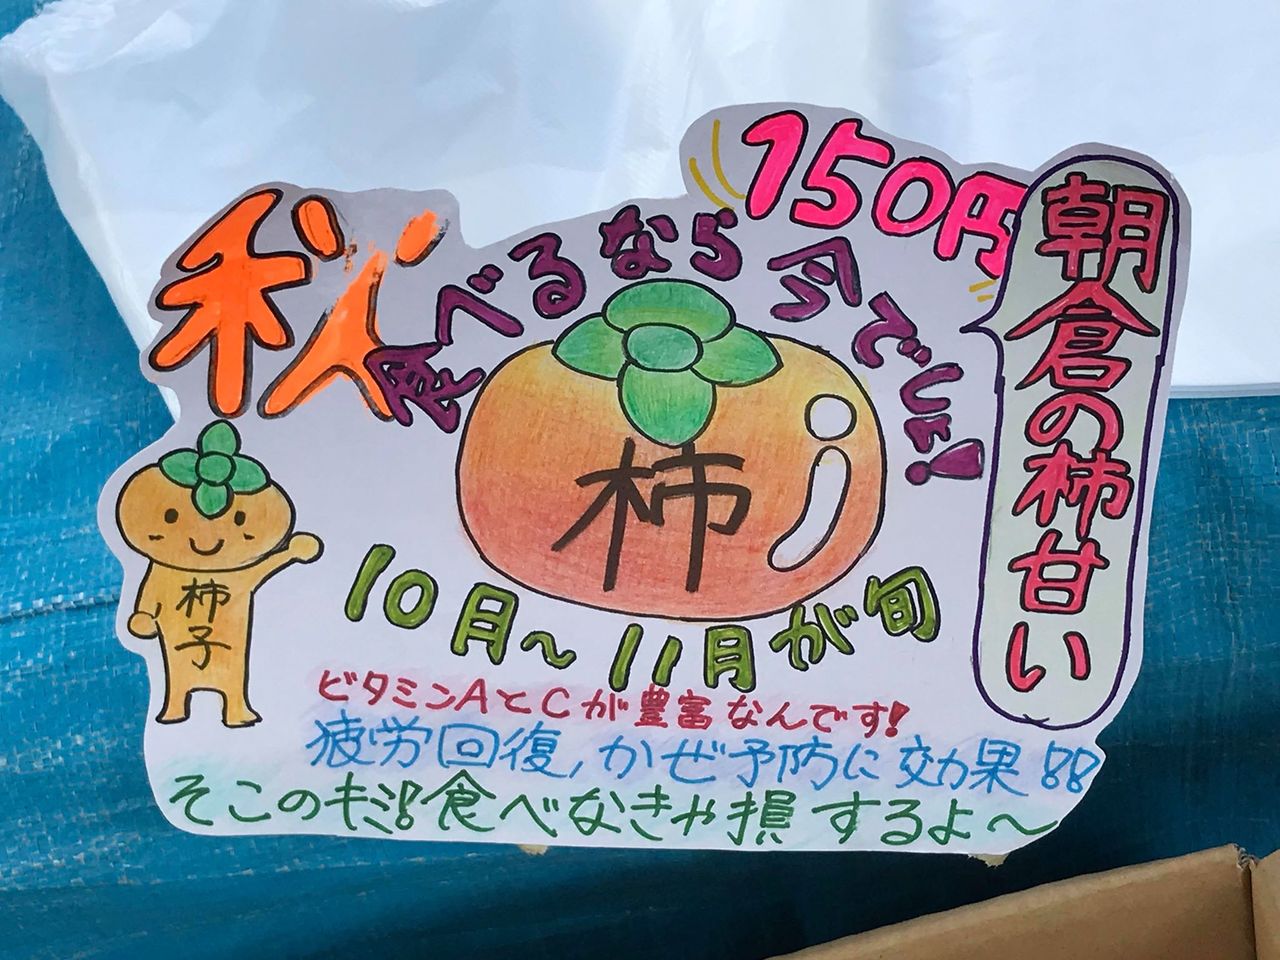 秋
食べるなら今でしょ!
150円
朝倉の柿甘い
柿
柿子
10月~11月が旬
ビタミンAとCが豊富なんです!
疲労回復,かぜ予防に効果!!
そこのキミ!食べなきゃ損するよ~